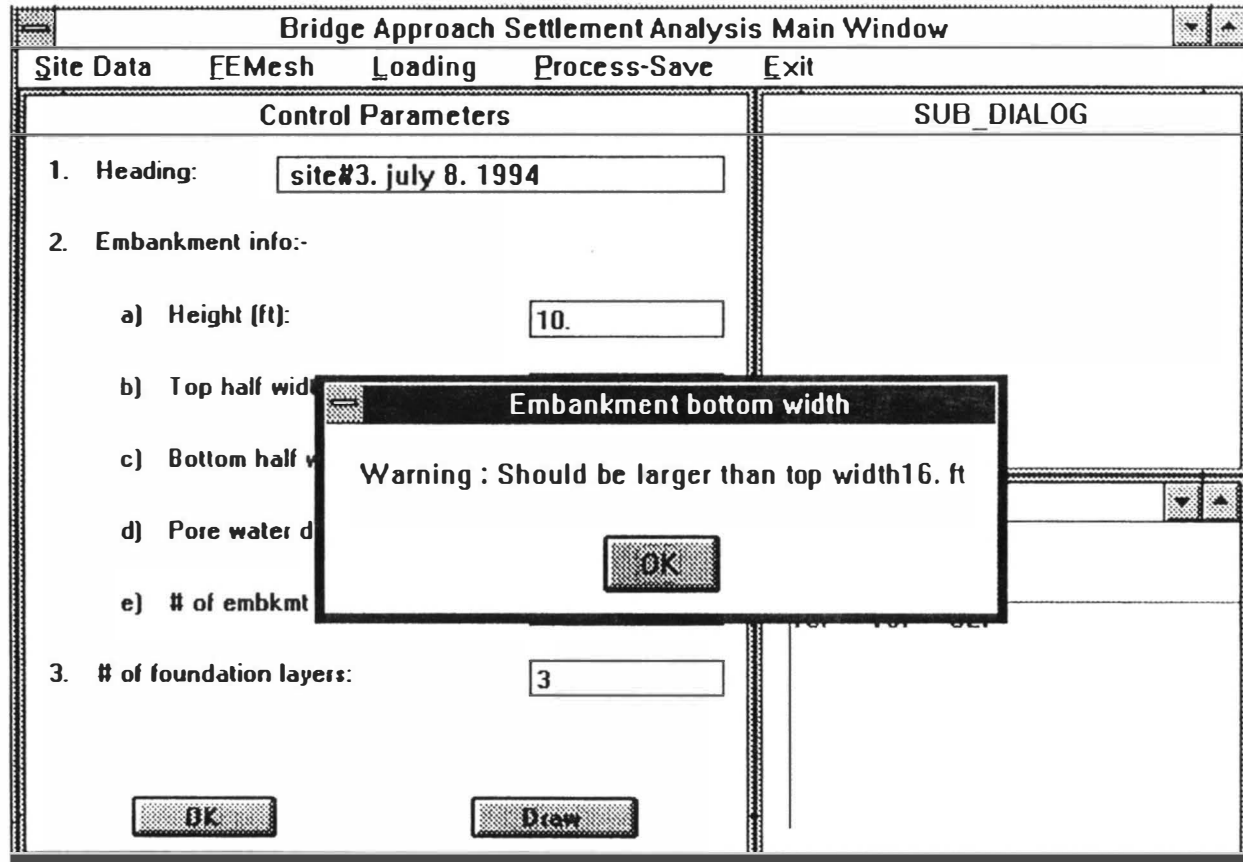 Bridge Approach Settlement Analysis Main Window
Site Data FEMesh Loading Process-Save Exit
Control Parameters
SUB_DIALOG
1. Heading: site#3. july 8. 1994
2. Embankment info:-
a) Height (ft): 10.
b) Top half
c) Bottom half
Embankment bottom width
Warning : Should be larger than top width16. ft
OK
d) Pore water
e) # of embkmt
3. # of foundation layers: 3
OK Draw